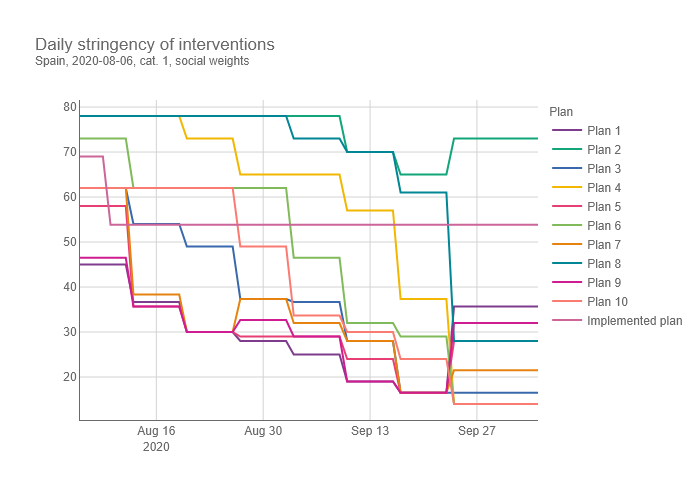 Daily stringency of interventions
Spain, 2020-08-06, cat. 1, social weights
Plan
80
70
60
50
40
30
20
Aug 16
2020
Aug 30
Sep 13
Sep 27
Plan 1
Plan 2
Plan 3
Plan 4
Plan 5
Plan 6
Plan 7
Plan 8
Plan 9
Plan 10
Implemented plan